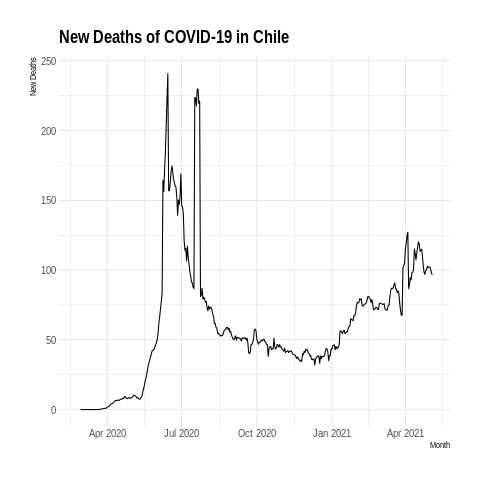 New Deaths of COVID-19 in Chile
New Deaths
250
200
150
100
50
0
Apr 2020
Jul 2020
Oct 2020
Jan 2021
Apr 2021
Month